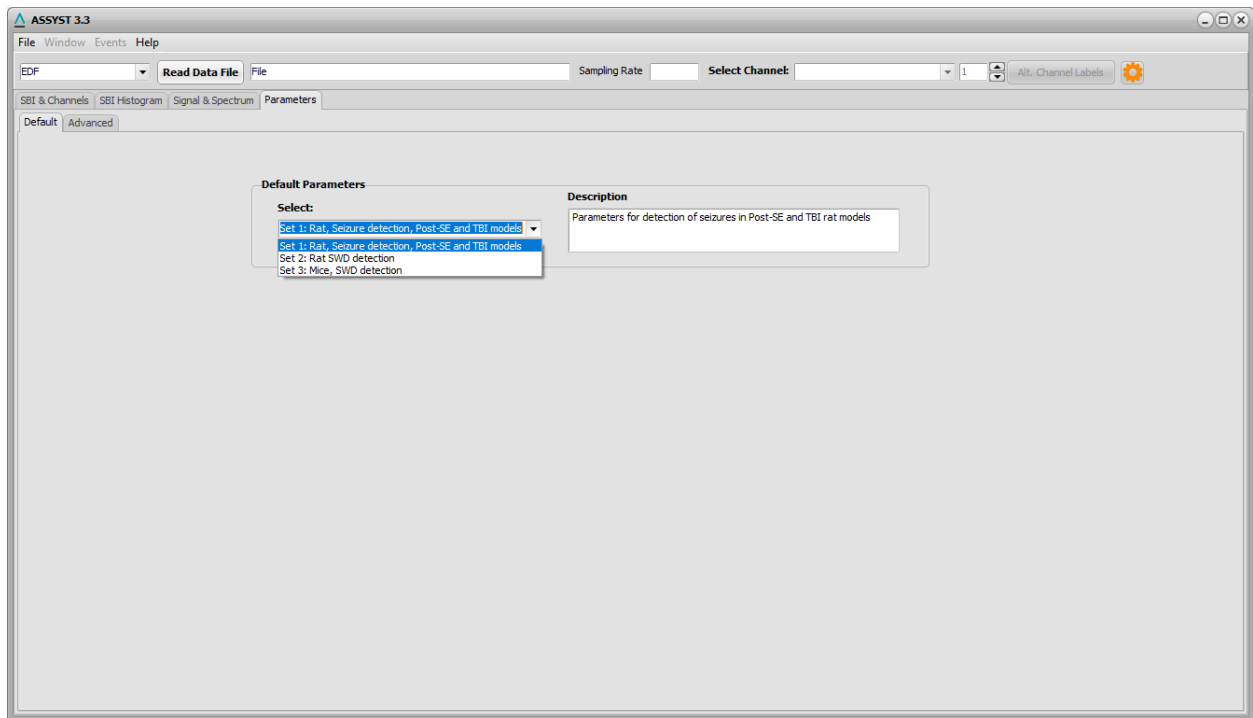 ASSYST 3.3
File Window Events Help
EDF Read Data File File Sampling Rate Select Channel: 1 Alt. Channel Labels
SBI & Channels SBI Histogram Signal & Spectrum Parameters
Default Advanced
Default Parameters
Select:
Set 1: Rat, Seizure detection, Post-SE and TBI models
Set 1: Rat, Seizure detection, Post-SE and TBI models
Set 2: Rat SWD detection
Set 3: Mice, SWD detection
Description
Parameters for detection of seizures in Post-SE and TBI rat models